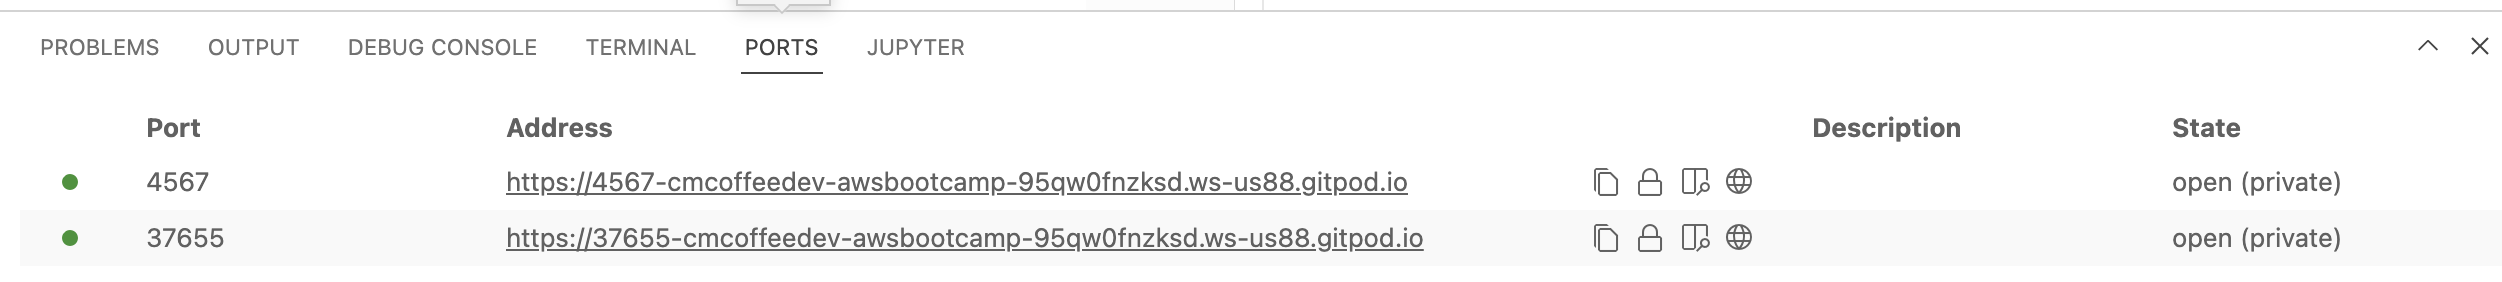 PROBLEMS OUTPUT DEBUG CONSOLE TERMINAL PORTS JUPYTER
Port Address Description State
4567 https://4567-cmcoffeedev-awsbootcamp-95qw0fnzksd.ws-us88.gitpod.io open (private)
37655 https://37655-cmcoffeedev-awsbootcamp-95qw0fnzksd.ws-us88.gitpod.io open (private)